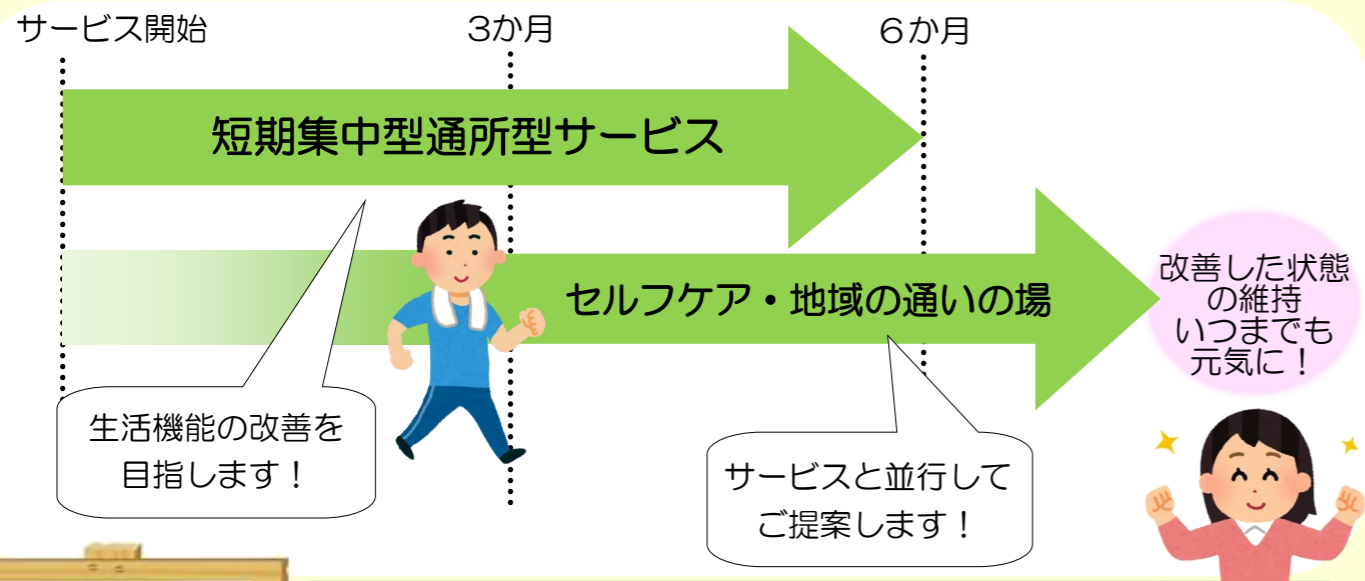 サービス開始
3か月
６か月
短期集中型通所型サービス
セルフケア・地域の通いの場
改善した状態
の維持
いつまでも
元気に！
生活機能の改善を
目指します！
サービスと並行して
ご提案します！